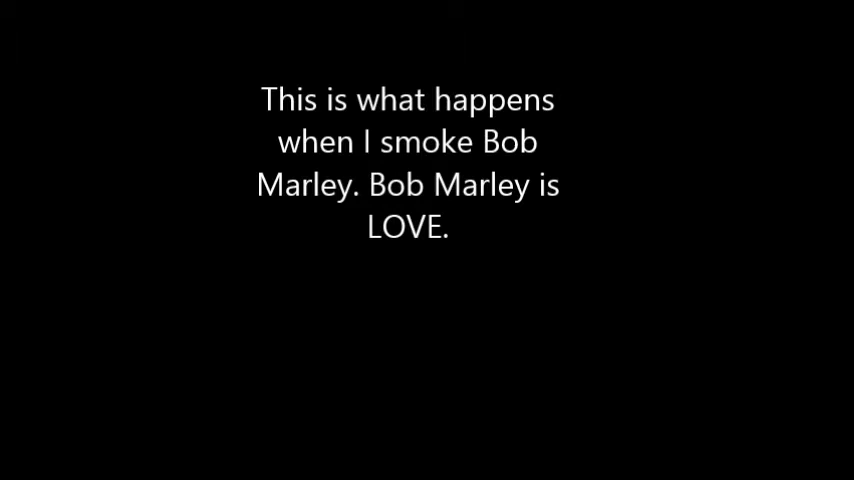 This is what happens
when I smoke Bob
Marley. Bob Marley is
LOVE.